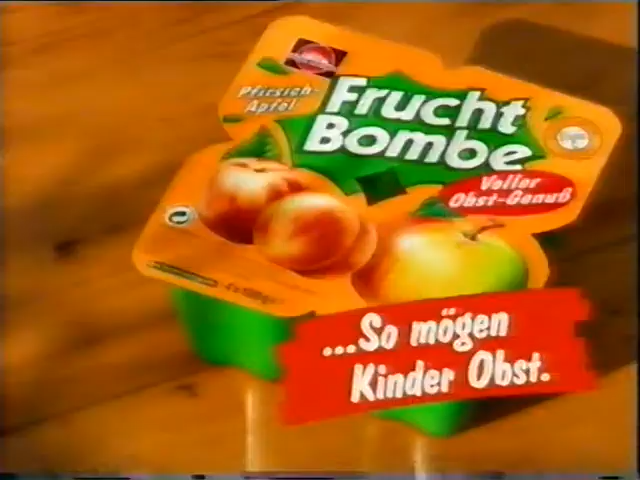 Pfirsich-
Apfel
Frucht
Bombe
Voller
Obst-Genuß
...So mögen
Kinder Obst.